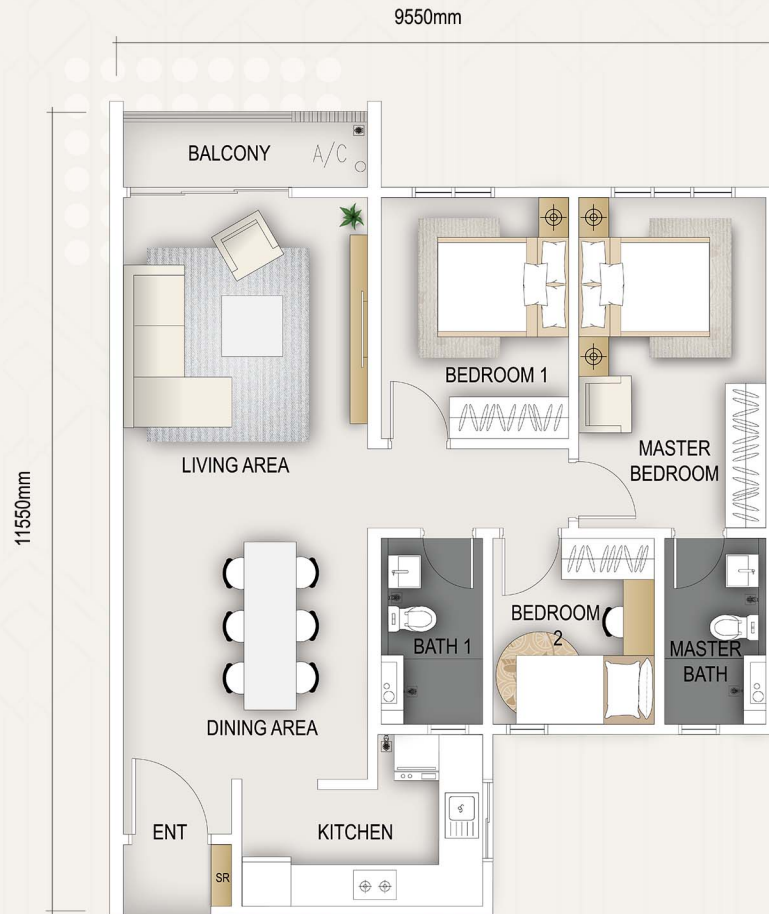 9550mm
BALCONY
A/C
BEDROOM 1
LIVING AREA
MASTER
BEDROOM
11550mm
BEDROOM
2
BATH 1
MASTER
BATH
DINING AREA
ENT
KITCHEN
SR